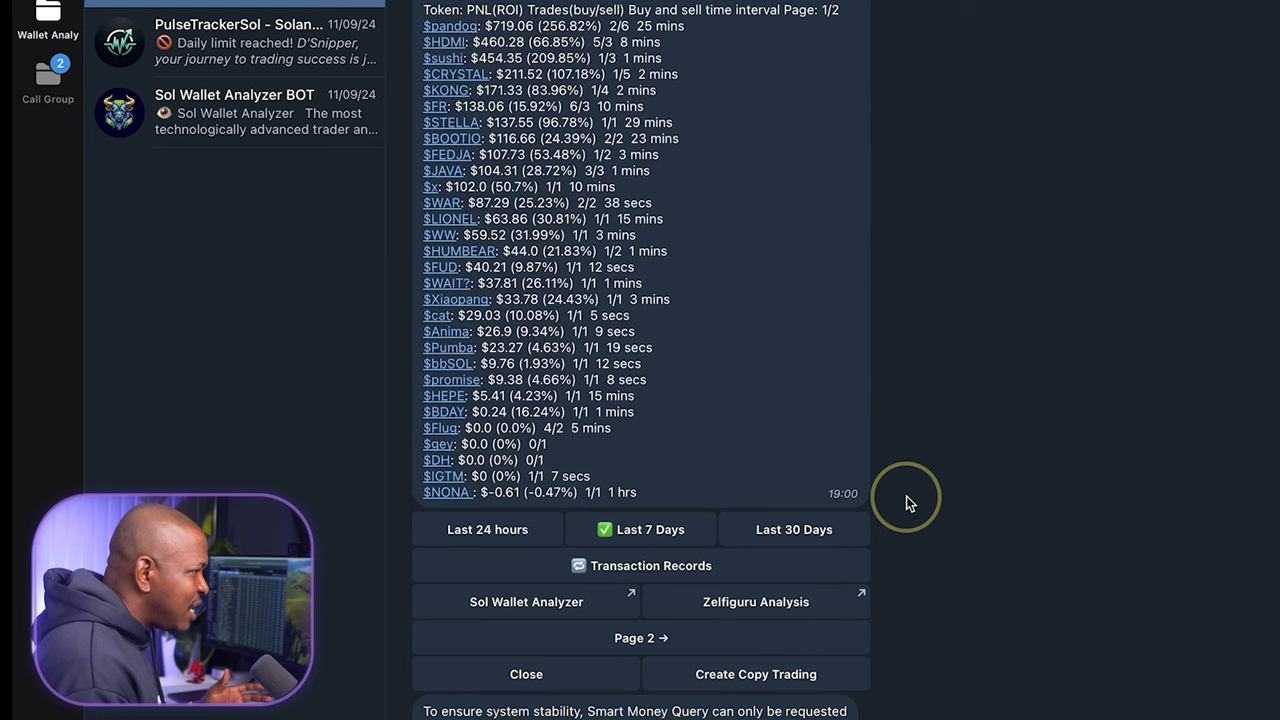 Wallet Analy
2
Call Group
PulseTrackerSol - Solan... 11/09/24
🚫 Daily limit reached! D'Snipper,
your journey to trading success is j...
Sol Wallet Analyzer BOT 11/09/24
👁 Sol Wallet Analyzer The most
technologically advanced trader an...
Token: PNL(ROI) Trades(buy/sell) Buy and sell time interval Page: 1/2
$pandog: $719.06 (256.82%) 2/6 25 mins
$HDMI: $460.28 (66.85%) 5/3 8 mins
$sushi: $454.35 (209.85%) 1/3 1 mins
$CRYSTAL: $211.52 (107.18%) 1/5 2 mins
$KONG: $171.33 (83.96%) 1/4 2 mins
$FR: $138.06 (15.92%) 6/3 10 mins
$STELLA: $137.55 (96.78%) 1/1 29 mins
$BOOTIO: $116.66 (24.39%) 2/2 23 mins
$FEDJA: $107.73 (53.48%) 1/2 3 mins
$JAVA: $104.31 (28.72%) 3/3 1 mins
$x: $102.0 (50.7%) 1/1 10 mins
$WAR: $87.29 (25.23%) 2/2 38 secs
$LIONEL: $63.86 (30.81%) 1/1 15 mins
$WW: $59.52 (31.99%) 1/1 3 mins
$HUMBEAR: $44.0 (21.83%) 1/2 1 mins
$FUD: $40.21 (9.87%) 1/1 12 secs
$WAIT?: $37.81 (26.11%) 1/1 1 mins
$Xiaopang: $33.78 (24.43%) 1/1 3 mins
$cat: $29.03 (10.08%) 1/1 5 secs
$Anima: $26.9 (9.34%) 1/1 9 secs
$Pumba: $23.27 (4.63%) 1/1 19 secs
$bbSOL: $9.76 (1.93%) 1/1 12 secs
$promise: $9.38 (4.66%) 1/1 8 secs
$HEPE: $5.41 (4.23%) 1/1 15 mins
$BDAY: $0.24 (16.24%) 1/1 1 mins
$Flug: $0.0 (0.0%) 4/2 5 mins
$gey: $0.0 (0%) 0/1
$DH: $0.0 (0%) 0/1
$IGTM: $0 (0%) 1/1 7 secs
$NONA : $-0.61 (-0.47%) 1/1 1 hrs
19:00
Last 24 hours ✅ Last 7 Days Last 30 Days
🔁 Transaction Records
Sol Wallet Analyzer Zelfiguru Analysis
Page 2 →
Close Create Copy Trading
To ensure system stability, Smart Money Query can only be requested